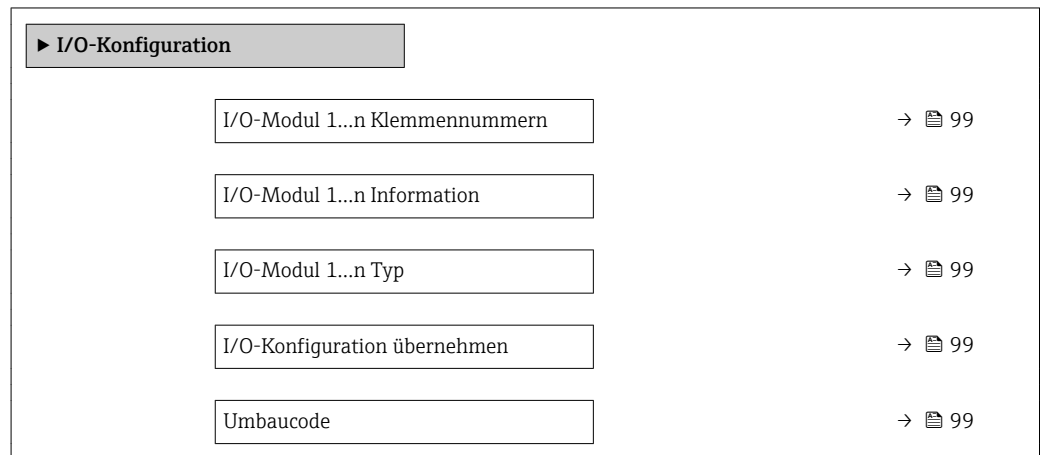 ▶ I/O-Konfiguration
I/O-Modul 1…n Klemmennummern → 99
I/O-Modul 1…n Information → 99
I/O-Modul 1…n Typ → 99
I/O-Konfiguration übernehmen → 99
Umbaucode → 99